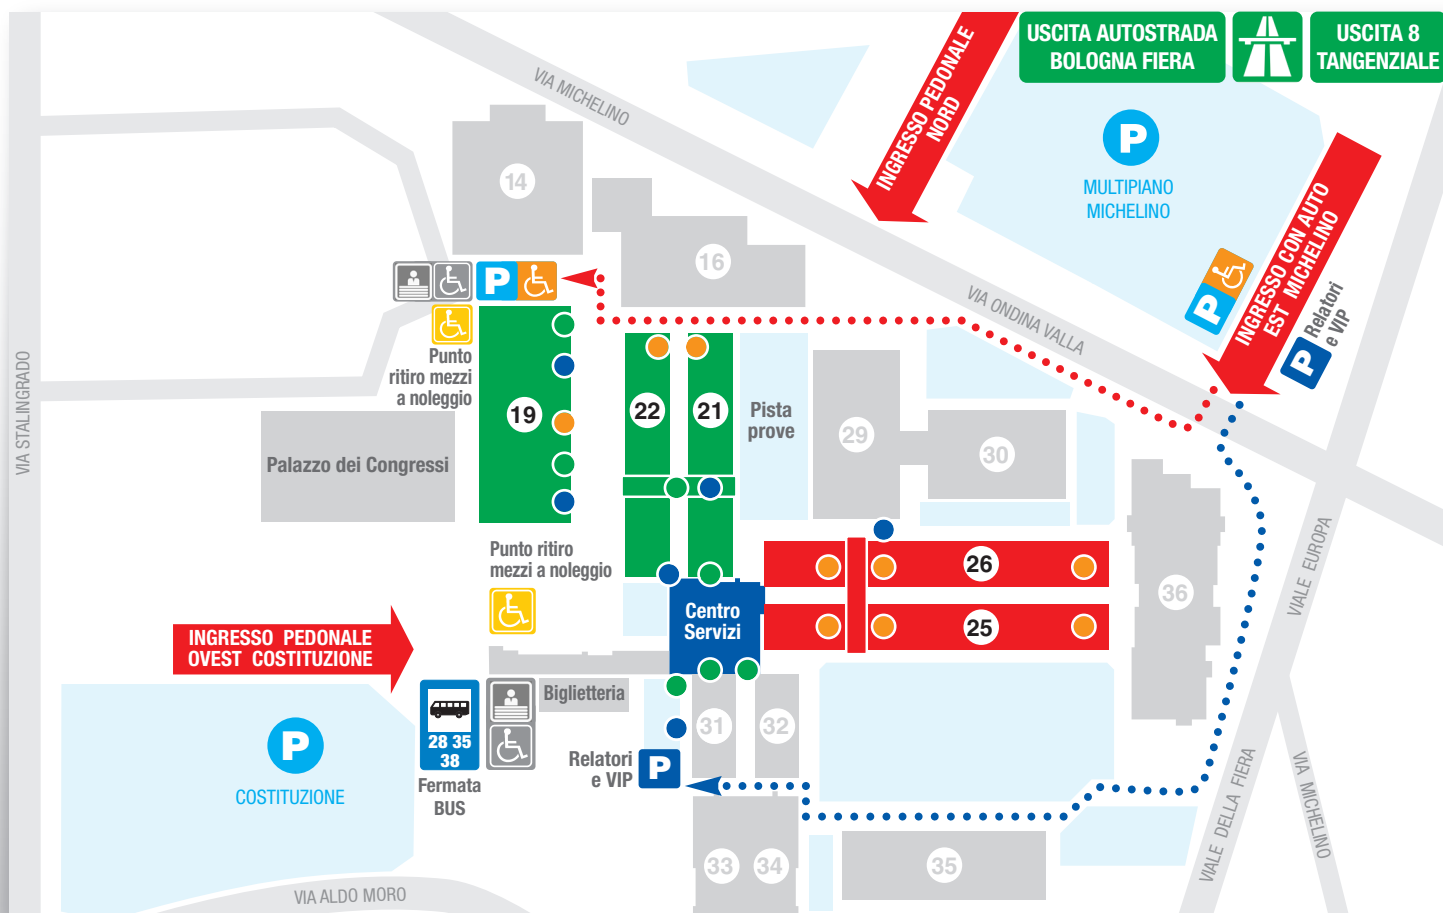 USCITA AUTOSTRADA
BOLOGNA FIERA
USCITA 8
TANGENZIALE
INGRESSO PEDONALE
NORD
VIA MICHELINO
P
MULTIPIANO
MICHELINO
INGRESSO CON AUTO
EST MICHELINO
P
P
Relatori
e VIP
14
16
P
VIA ONDINA VALLA
VIA STALINGRADO
Punto
ritiro mezzi
a noleggio
19
22
21
Pista
prove
29
30
Palazzo dei Congressi
Punto ritiro
mezzi a noleggio
26
25
36
VIALE EUROPA
Centro
Servizi
INGRESSO PEDONALE
OVEST COSTITUZIONE
Biglietteria
28 35
38
Fermata
BUS
P
COSTITUZIONE
31
32
Relatori
e VIP
P
33
34
35
VIALE DELLA FIERA
VIA MICHELINO
VIA ALDO MORO